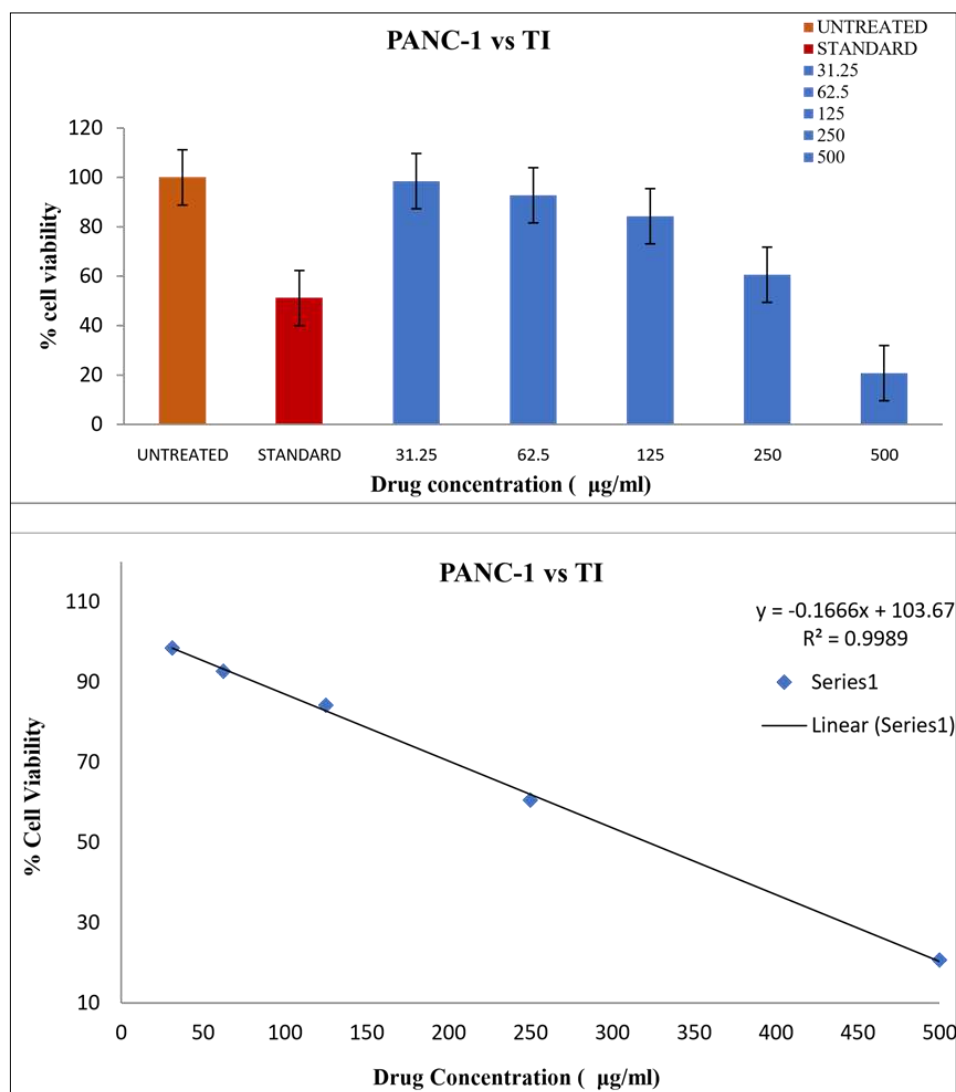 PANC-1 vs TI
UNTREATED
STANDARD
31.25
62.5
125
250
500
% cell viability
120
100
80
60
40
20
0
UNTREATED STANDARD 31.25 62.5 125 250 500
Drug concentration ( µg/ml)
PANC-1 vs TI
y = -0.1666x + 103.67
R² = 0.9989
Series1
Linear (Series1)
% Cell Viability
110
90
70
50
30
10
0 50 100 150 200 250 300 350 400 450 500
Drug Concentration ( µg/ml)